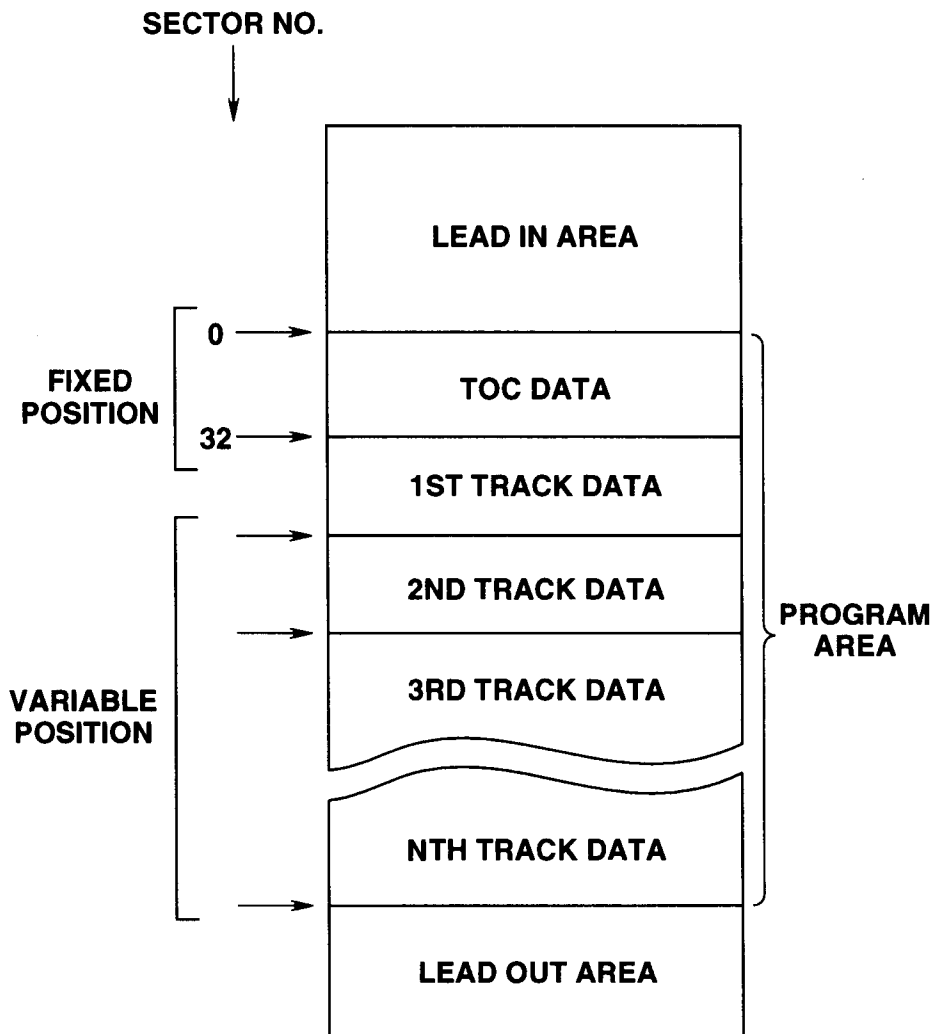 SECTOR NO.
LEAD IN AREA
0
FIXED
POSITION
TOC DATA
32
1ST TRACK DATA
2ND TRACK DATA
PROGRAM
AREA
VARIABLE
POSITION
3RD TRACK DATA
NTH TRACK DATA
LEAD OUT AREA